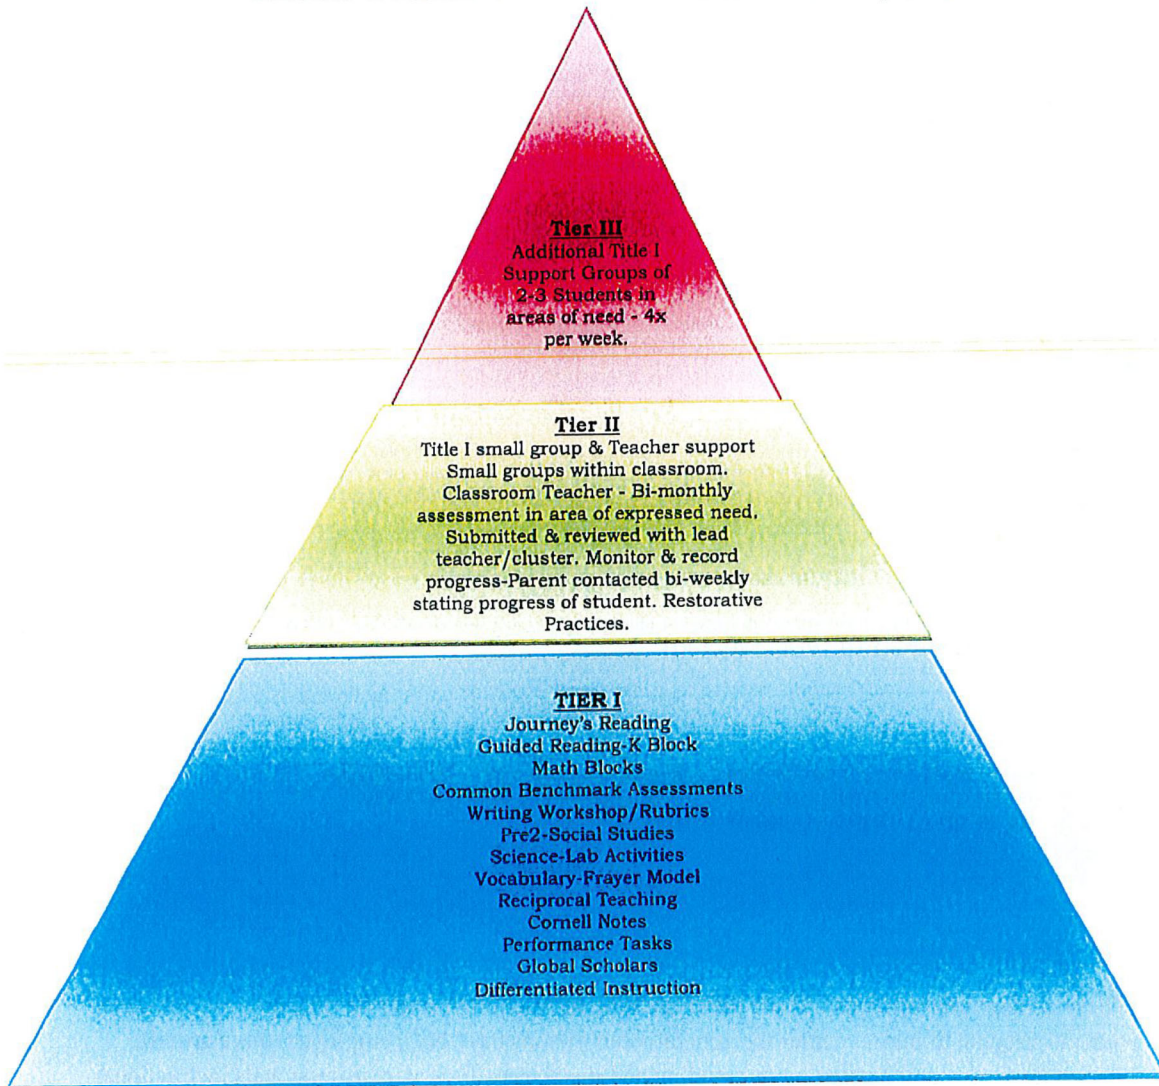 Tier III
Additional Title I
Support Groups of
2-3 Students in
areas of need - 4x
per week.
Tier II
Title I small group & Teacher support
Small groups within classroom.
Classroom Teacher - Bi-monthly
assessment in area of expressed need.
Submitted & reviewed with lead
teacher/cluster. Monitor & record
progress-Parent contacted bi-weekly
stating progress of student. Restorative
Practices.
TIER I
Journey's Reading
Guided Reading-K Block
Math Blocks
Common Benchmark Assessments
Writing Workshop/Rubrics
Pre2-Social Studies
Science-Lab Activities
Vocabulary-Frayer Model
Reciprocal Teaching
Cornell Notes
Performance Tasks
Global Scholars
Differentiated Instruction